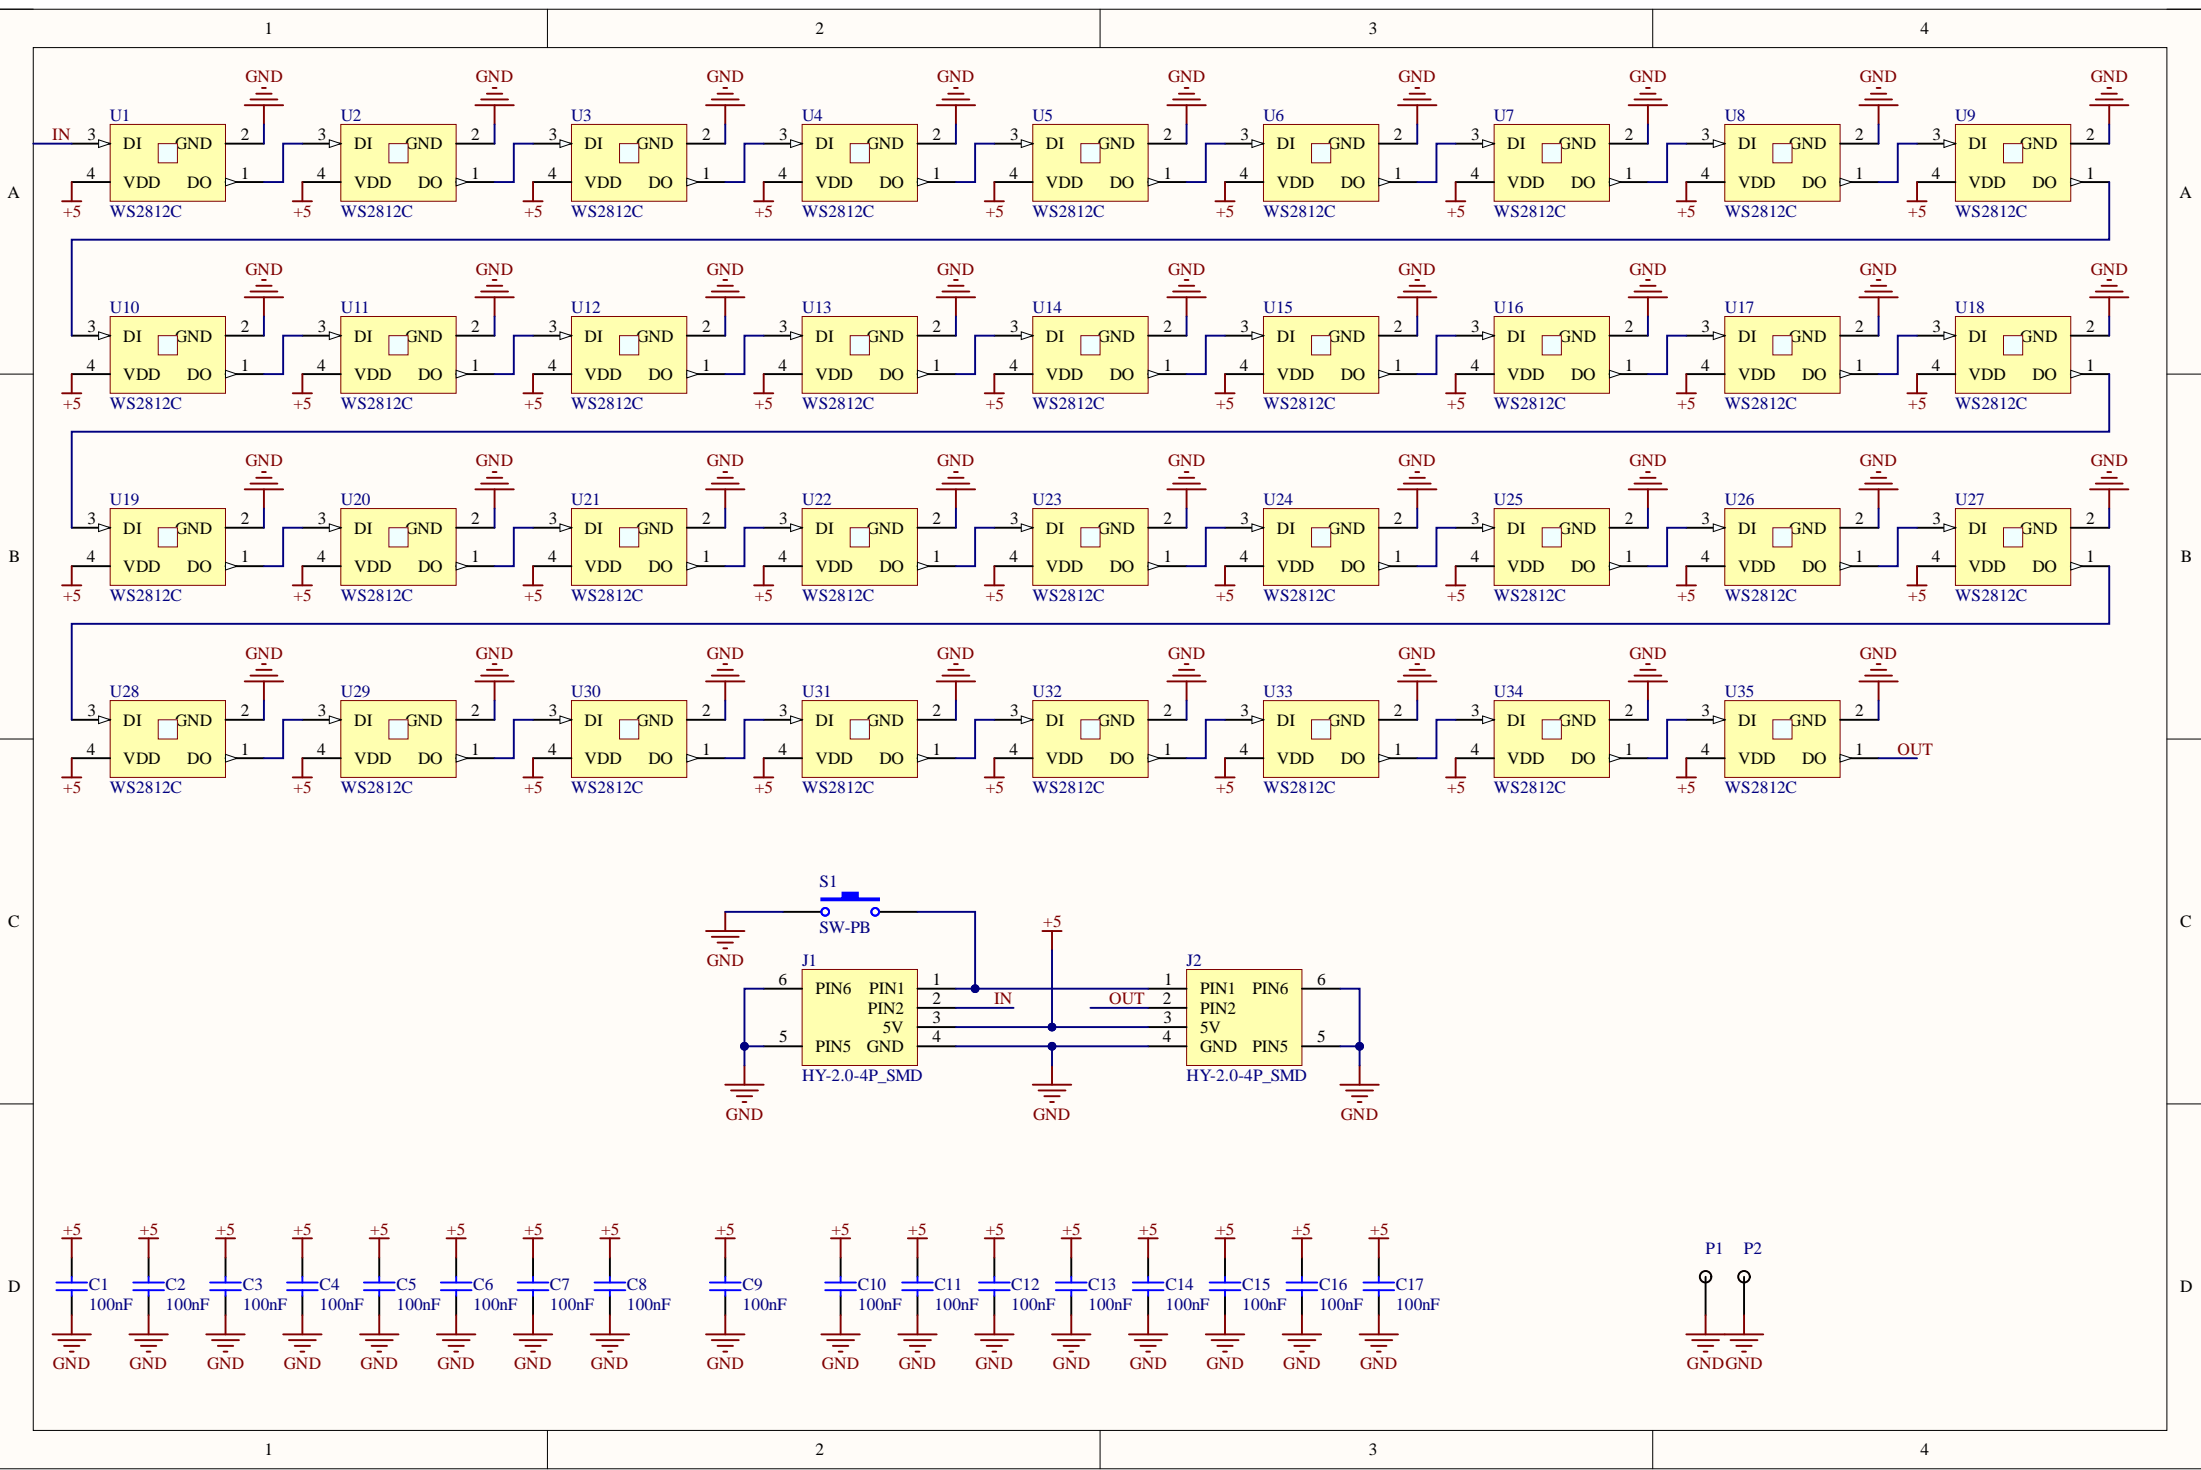 1 2 3 4
GND GND GND GND GND GND GND GND GND
U1 U2 U3 U4 U5 U6 U7 U8 U9
IN 3 DI GND 2 3 DI GND 2 3 DI GND 2 3 DI GND 2 3 DI GND 2 3 DI GND 2 3 DI GND 2 3 DI GND 2 3 DI GND 2
4 VDD DO 1 4 VDD DO 1 4 VDD DO 1 4 VDD DO 1 4 VDD DO 1 4 VDD DO 1 4 VDD DO 1 4 VDD DO 1 4 VDD DO 1
A A
+5 WS2812C +5 WS2812C +5 WS2812C +5 WS2812C +5 WS2812C +5 WS2812C +5 WS2812C +5 WS2812C +5 WS2812C
GND GND GND GND GND GND GND GND GND
U10 U11 U12 U13 U14 U15 U16 U17 U18
3 DI GND 2 3 DI GND 2 3 DI GND 2 3 DI GND 2 3 DI GND 2 3 DI GND 2 3 DI GND 2 3 DI GND 2 3 DI GND 2
4 VDD DO 1 4 VDD DO 1 4 VDD DO 1 4 VDD DO 1 4 VDD DO 1 4 VDD DO 1 4 VDD DO 1 4 VDD DO 1 4 VDD DO 1
+5 WS2812C +5 WS2812C +5 WS2812C +5 WS2812C +5 WS2812C +5 WS2812C +5 WS2812C +5 WS2812C +5 WS2812C
GND GND GND GND GND GND GND GND GND
U19 U20 U21 U22 U23 U24 U25 U26 U27
3 DI GND 2 3 DI GND 2 3 DI GND 2 3 DI GND 2 3 DI GND 2 3 DI GND 2 3 DI GND 2 3 DI GND 2 3 DI GND 2
B B
4 VDD DO 1 4 VDD DO 1 4 VDD DO 1 4 VDD DO 1 4 VDD DO 1 4 VDD DO 1 4 VDD DO 1 4 VDD DO 1 4 VDD DO 1
+5 WS2812C +5 WS2812C +5 WS2812C +5 WS2812C +5 WS2812C +5 WS2812C +5 WS2812C +5 WS2812C +5 WS2812C
GND GND GND GND GND GND GND GND
U28 U29 U30 U31 U32 U33 U34 U35
3 DI GND 2 3 DI GND 2 3 DI GND 2 3 DI GND 2 3 DI GND 2 3 DI GND 2 3 DI GND 2 3 DI GND 2
4 VDD DO 1 4 VDD DO 1 4 VDD DO 1 4 VDD DO 1 4 VDD DO 1 4 VDD DO 1 4 VDD DO 1 4 VDD DO 1 OUT
+5 WS2812C +5 WS2812C +5 WS2812C +5 WS2812C +5 WS2812C +5 WS2812C +5 WS2812C +5 WS2812C
S1
C SW-PB +5 C
GND J1 J2
6 PIN6 PIN1 1 1 PIN1 PIN6 6
PIN2 2 IN OUT 2 PIN2
5V 3 3 5V
5 PIN5 GND 4 4 GND PIN5 5
HY-2.0-4P_SMD HY-2.0-4P_SMD
GND GND GND
+5 +5 +5 +5 +5 +5 +5 +5 +5 +5 +5 +5 +5 +5 +5 +5 +5
P1 P2
D C1 C2 C3 C4 C5 C6 C7 C8 C9 C10 C11 C12 C13 C14 C15 C16 C17 D
100nF 100nF 100nF 100nF 100nF 100nF 100nF 100nF 100nF 100nF 100nF 100nF 100nF 100nF 100nF 100nF 100nF
GND GND GND GND GND GND GND GND GND GND GND GND GND GND GND GND GND GND GND
1 2 3 4